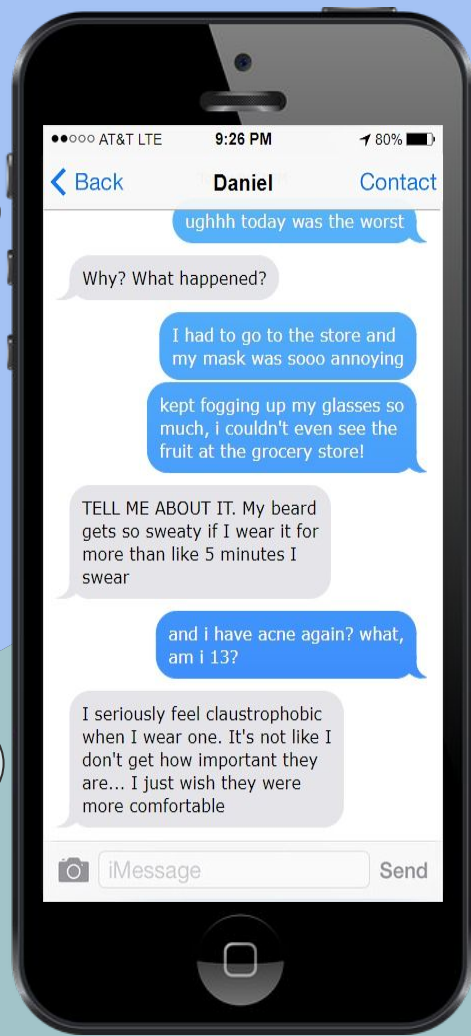 AT&T LTE 9:26 PM 80%
Back Daniel Contact
ughhh today was the worst
Why? What happened?
I had to go to the store and
my mask was sooo annoying
kept fogging up my glasses so
much, i couldn't even see the
fruit at the grocery store!
TELL ME ABOUT IT. My beard
gets so sweaty if I wear it for
more than like 5 minutes I
swear
and i have acne again? what,
am i 13?
I seriously feel claustrophobic
when I wear one. It's not like I
don't get how important they
are... I just wish they were
more comfortable
iMessage Send